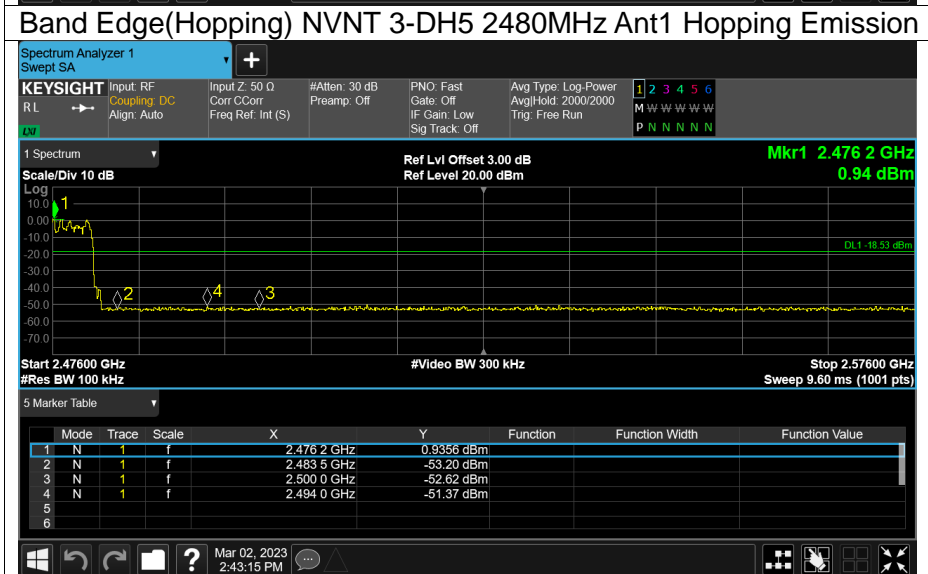 Band Edge(Hopping) NVNT 3-DH5 2480MHz Ant1 Hopping Emission
Spectrum Analyzer 1
Swept SA
+
KEYSIGHT Input: RF Input Z: 50 Ω #Atten: 30 dB PNO: Fast Avg Type: Log-Power 1 2 3 4 5 6
R L Coupling: DC Corr CCorr Preamp: Off Gate: Off Avg|Hold: 2000/2000 M W W W W W
Align: Auto Freq Ref: Int (S) IF Gain: Low Trig: Free Run
LXI Sig Track: Off P N N N N N
1 Spectrum Ref Lvl Offset 3.00 dB Mkr1 2.476 2 GHz
Scale/Div 10 dB Ref Level 20.00 dBm 0.94 dBm
Log
10.0 1
0.00
-10.0
DL1 -18.53 dBm
-20.0
-30.0
-40.0
2 4 3
-50.0
-60.0
-70.0
Start 2.47600 GHz #Video BW 300 kHz Stop 2.57600 GHz
#Res BW 100 kHz Sweep 9.60 ms (1001 pts)
5 Marker Table
Mode Trace Scale X Y Function Function Width Function Value
1 N 1 f 2.476 2 GHz 0.9356 dBm
2 N 1 f 2.483 5 GHz -53.20 dBm
3 N 1 f 2.500 0 GHz -52.62 dBm
4 N 1 f 2.494 0 GHz -51.37 dBm
5
6
? Mar 02, 2023
2:43:15 PM